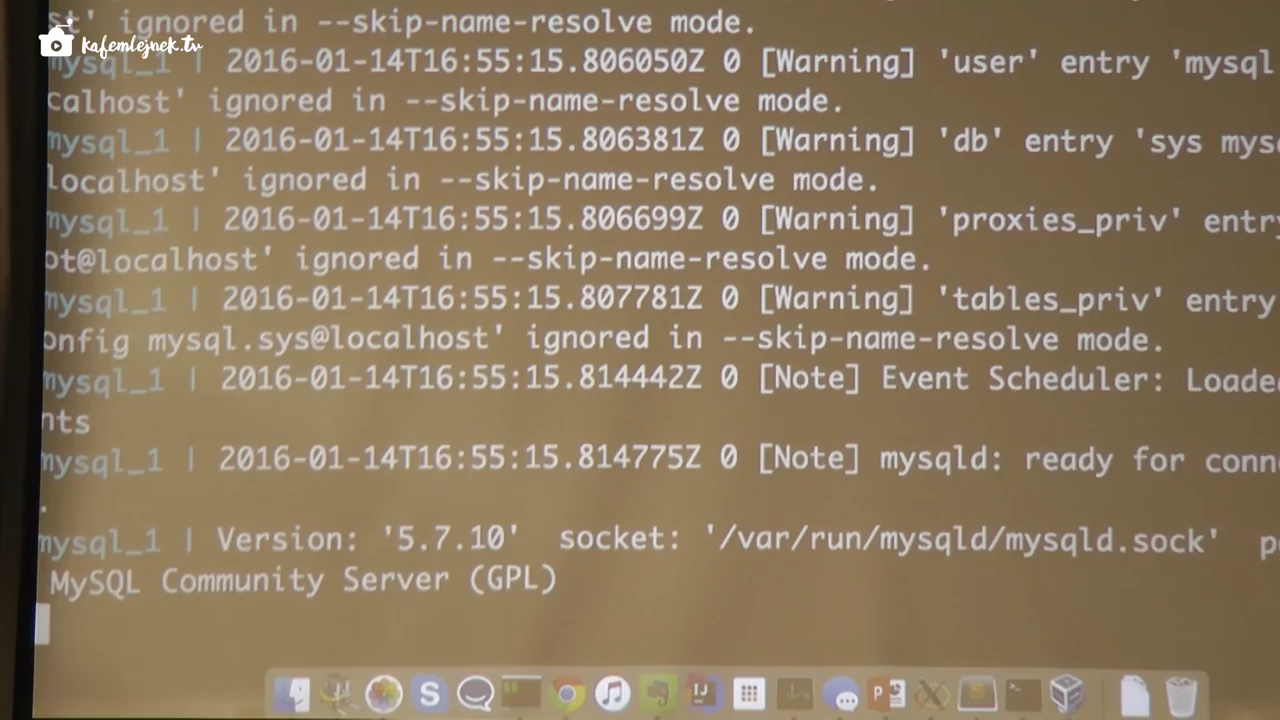 kafemlejnek.tv
st' ignored in --skip-name-resolve mode.
mysql_1 | 2016-01-14T16:55:15.806050Z 0 [Warning] 'user' entry 'mysql
calhost' ignored in --skip-name-resolve mode.
mysql_1 | 2016-01-14T16:55:15.806381Z 0 [Warning] 'db' entry 'sys mys
localhost' ignored in --skip-name-resolve mode.
mysql_1 | 2016-01-14T16:55:15.806699Z 0 [Warning] 'proxies_priv' entry
ot@localhost' ignored in --skip-name-resolve mode.
mysql_1 | 2016-01-14T16:55:15.807781Z 0 [Warning] 'tables_priv' entry
onfig mysql.sys@localhost' ignored in --skip-name-resolve mode.
mysql_1 | 2016-01-14T16:55:15.814442Z 0 [Note] Event Scheduler: Loade
nts
mysql_1 | 2016-01-14T16:55:15.814775Z 0 [Note] mysqld: ready for conn
.
mysql_1 | Version: '5.7.10' socket: '/var/run/mysqld/mysqld.sock' p
MySQL Community Server (GPL)